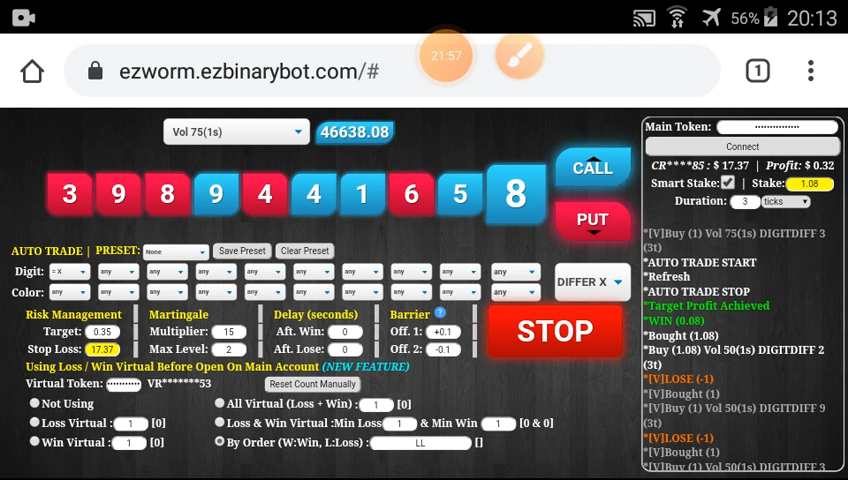 56% 20:13
21:57
ezworm.ezbinarybot.com/#
1
Vol 75(1s) 46638.08
3 9 8 9 4 4 1 6 5 8
CALL
PUT
AUTO TRADE | PRESET: None Save Preset Clear Preset
Digit: = X any any any any any any any any any
Color: any any any any any any any any any any
DIFFER X
Risk Management Martingale Delay (seconds) Barrier ?
Target: 0.35 Multiplier: 15 Aft. Win: 0 Off. 1: +0.1
Stop Loss: 17.37 Max Level: 2 Aft. Lose: 0 Off. 2: -0.1
STOP
Using Loss / Win Virtual Before Open On Main Account (NEW FEATURE)
Virtual Token: ••••••••••• VR*******53 Reset Count Manually
Not Using All Virtual (Loss + Win) : 1 [0]
Loss Virtual : 1 [0] Loss & Win Virtual :Min Loss 1 & Min Win 1 [0 & 0]
Win Virtual : 1 [0] By Order (W:Win, L:Loss) : LL []
Main Token: •••••••••••••••
Connect
CR****85 : $ 17.37 | Profit: $ 0.32
Smart Stake: Stake: 1.08
Duration: 3 ticks
*[V]Buy (1) Vol 75(1s) DIGITDIFF 3
(3t)
*AUTO TRADE START
*Refresh
*AUTO TRADE STOP
*Target Profit Achieved
*WIN (0.08)
*Bought (1.08)
*Buy (1.08) Vol 50(1s) DIGITDIFF 2
(3t)
*[V]LOSE (-1)
*[V]Bought (1)
*[V]Buy (1) Vol 50(1s) DIGITDIFF 9
(3t)
*[V]LOSE (-1)
*[V]Bought (1)
*[V]Buy (1) Vol 50(1s) DIGITDIFF 3